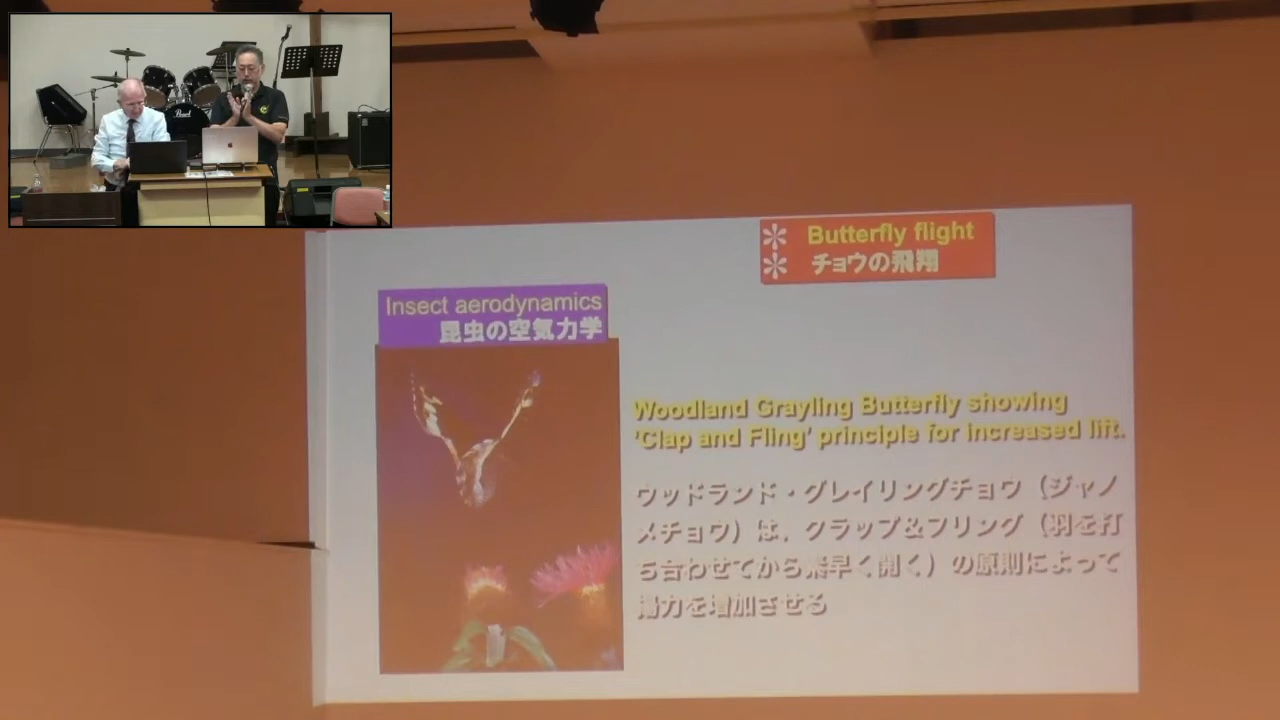 Pearl
Butterfly flight
チョウの飛翔
Insect aerodynamics
昆虫の空気力学
Woodland Grayling Butterfly showing
'Clap and Fling' principle for increased lift.
ウッドランド・グレイリングチョウ（ジャノ
メチョウ）は、クラップ&フリング（羽を打
ち合わせてから素早く開く）の原則によって
揚力を増加させる